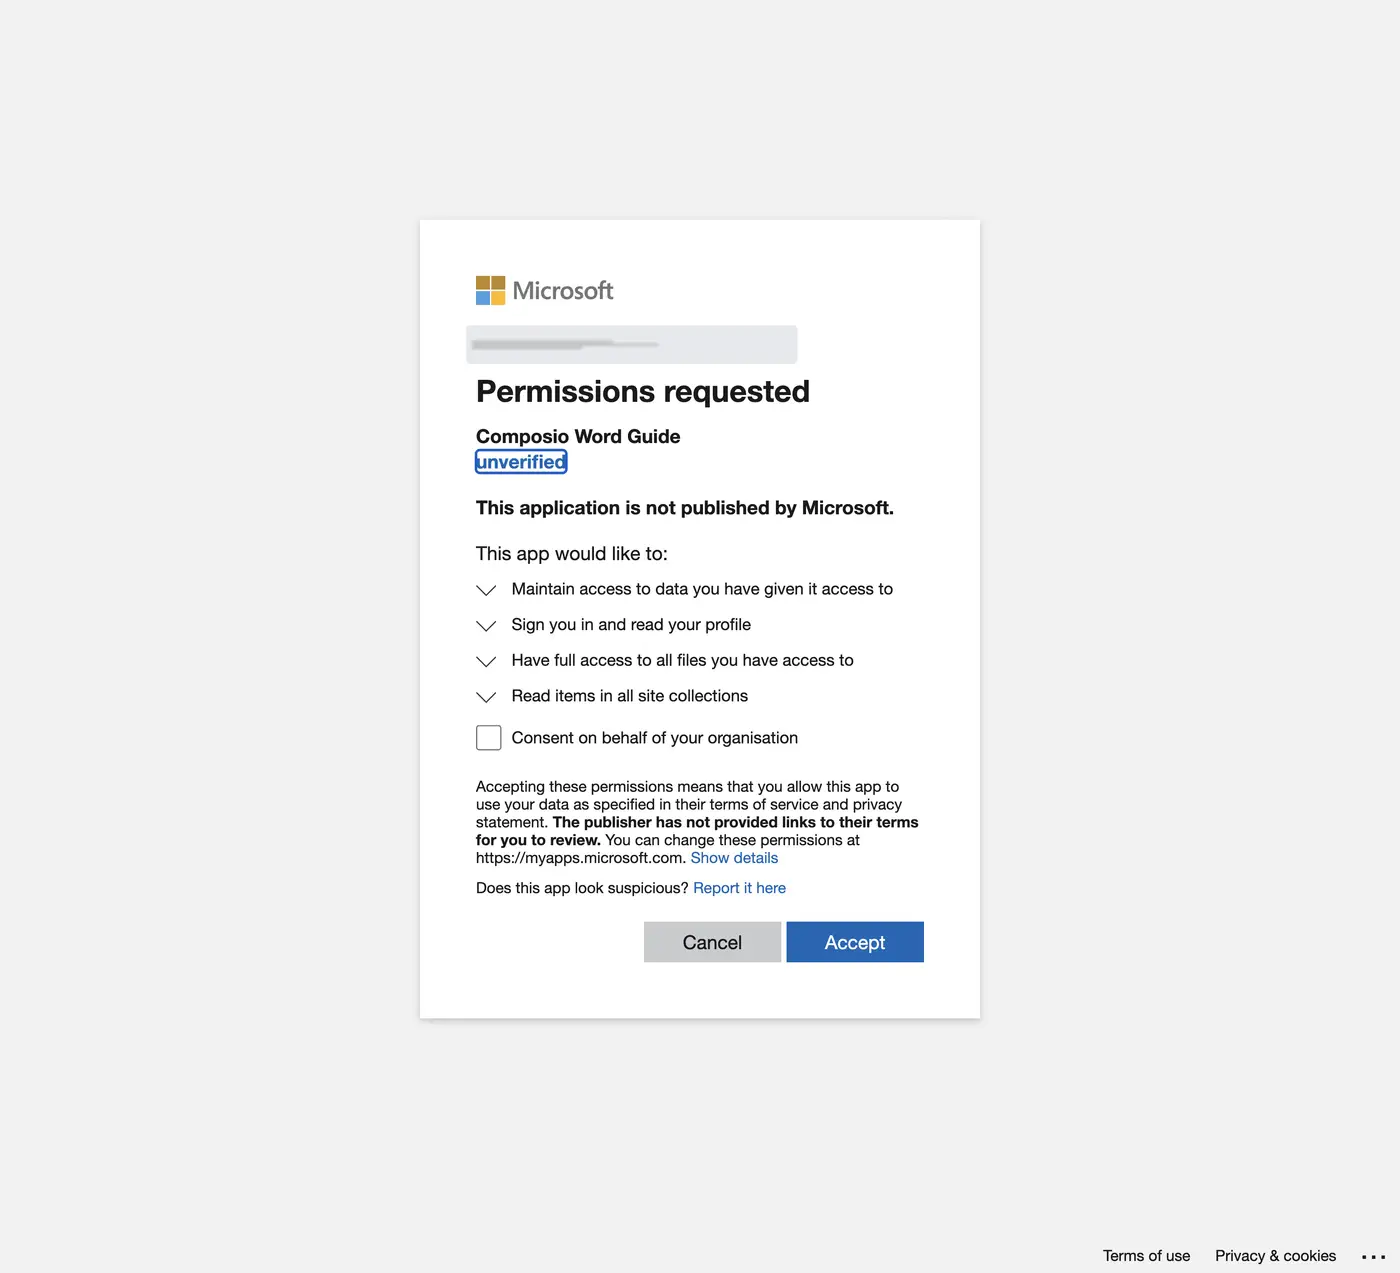 Microsoft
Permissions requested
Composio Word Guide
unverified
This application is not published by Microsoft.
This app would like to:
Maintain access to data you have given it access to
Sign you in and read your profile
Have full access to all files you have access to
Read items in all site collections
Consent on behalf of your organisation
Accepting these permissions means that you allow this app to
use your data as specified in their terms of service and privacy
statement. The publisher has not provided links to their terms
for you to review. You can change these permissions at
https://myapps.microsoft.com. Show details
Does this app look suspicious? Report it here
Cancel Accept
Terms of use Privacy & cookies ...